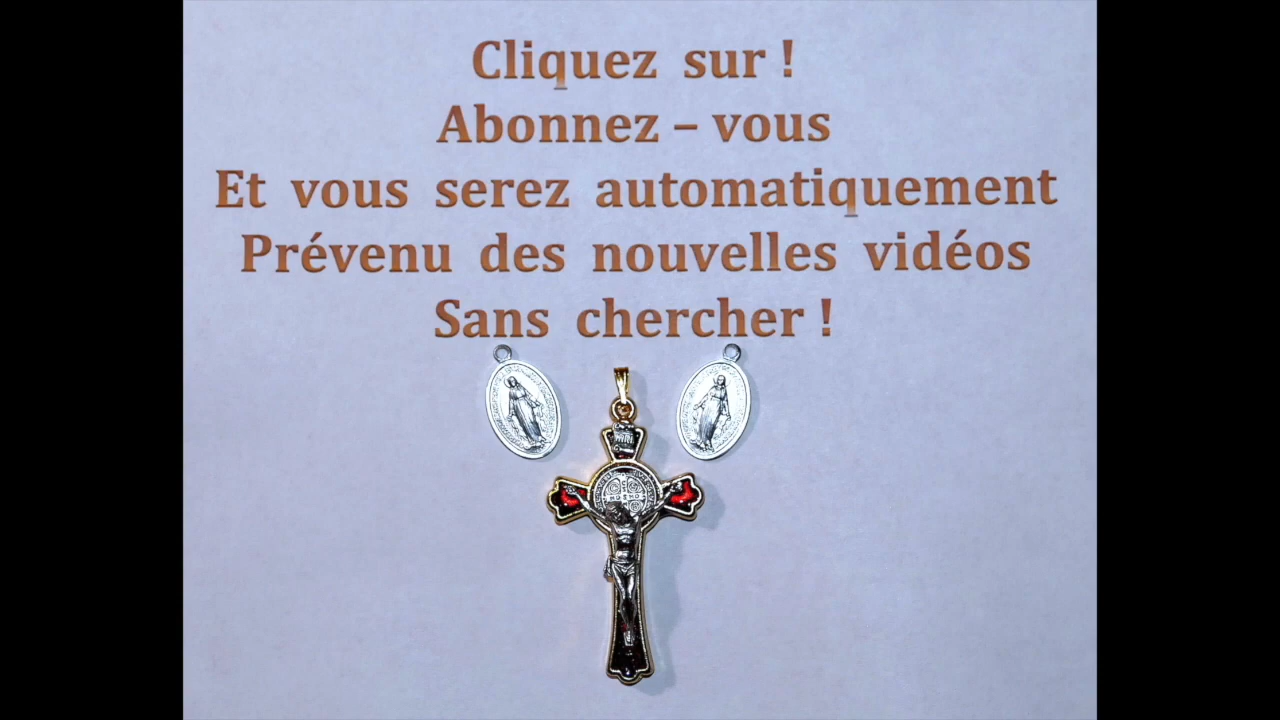 Cliquez sur !
Abonnez – vous
Et vous serez automatiquement
Prévenu des nouvelles vidéos
Sans chercher !